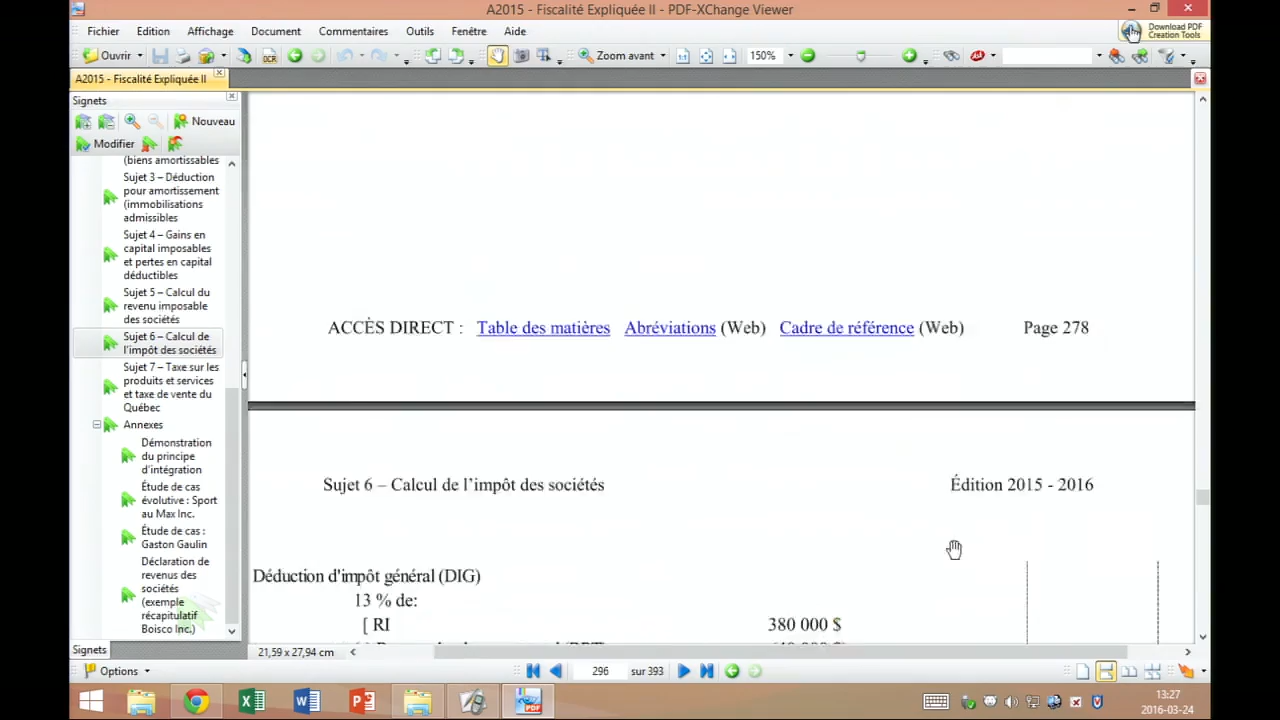 A2015 - Fiscalité Expliquée II - PDF-XChange Viewer
Fichier Edition Affichage Document Commentaires Outils Fenêtre Aide
Download PDF
Creation Tools
Ouvrir
OCR
Zoom avant
150%
A2015 - Fiscalité Expliquée II
Signets
Nouveau
Modifier
(biens amortissables
Sujet 3 – Déduction
pour amortissement
(immobilisations
admissibles
Sujet 4 – Gains en
capital imposables
et pertes en capital
déductibles
Sujet 5 – Calcul du
revenu imposable
des sociétés
Sujet 6 – Calcul de
l'impôt des sociétés
Sujet 7 – Taxe sur les
produits et services
et taxe de vente du
Québec
Annexes
Démonstration
du principe
d'intégration
Étude de cas
évolutive : Sport
au Max Inc.
Étude de cas :
Gaston Gaulin
Déclaration de
revenus des
sociétés
(exemple
récapitulatif
Boisco Inc.)
Signets
ACCÈS DIRECT : Table des matières Abréviations (Web) Cadre de référence (Web) Page 278
Sujet 6 – Calcul de l'impôt des sociétés Édition 2015 - 2016
Déduction d'impôt général (DIG)
13 % de:
[ RI 380 000 $
21,59 x 27,94 cm
Options
296 sur 393
13:27
2016-03-24